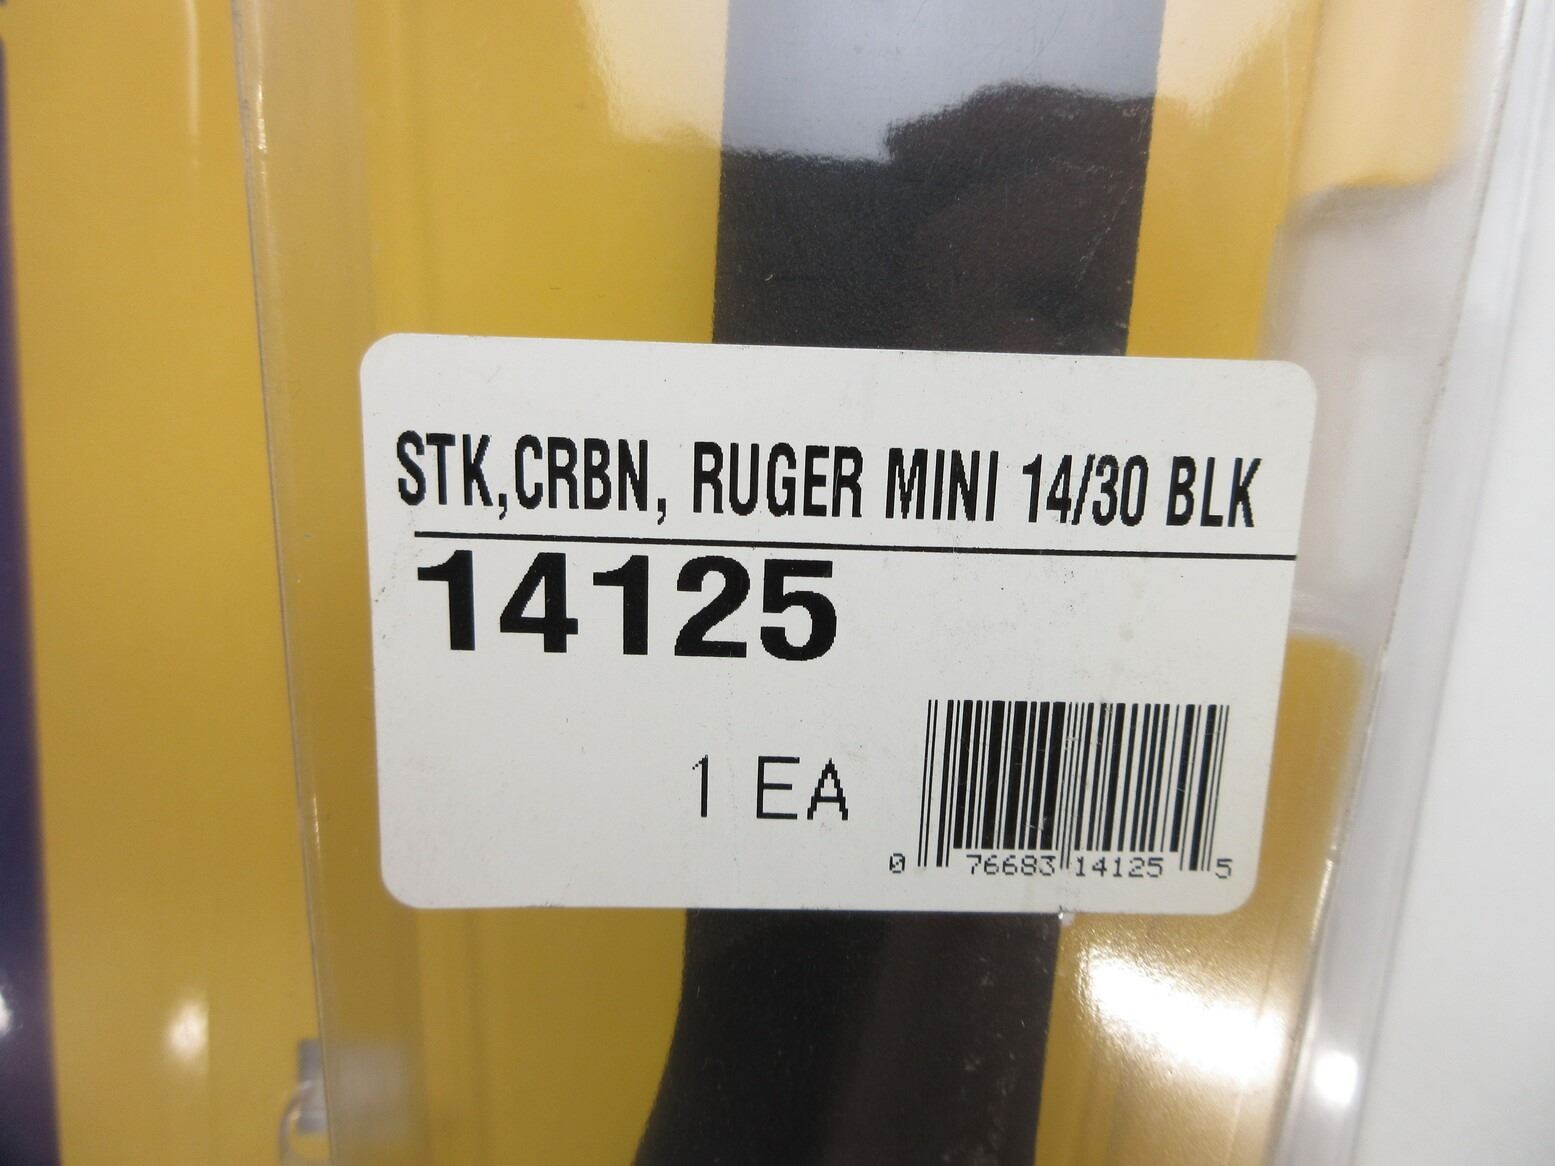 STK,CRBN, RUGER MINI 14/30 BLK
14125
1 EA
0 76683 14125 5